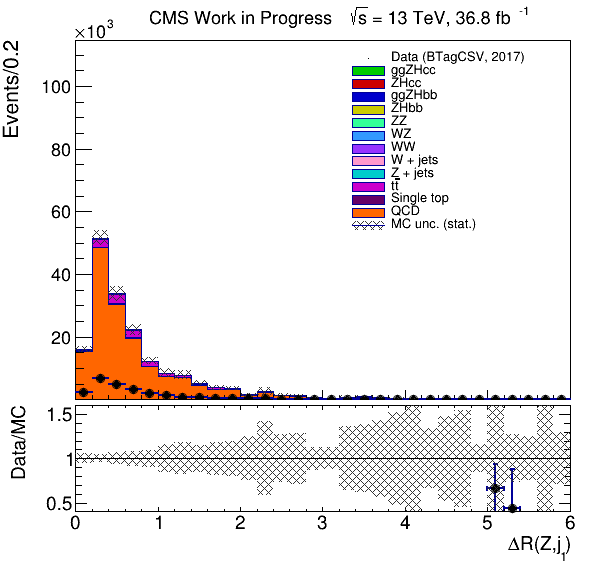 CMS Work in Progress √s = 13 TeV, 36.8 fb⁻¹
×10³
Events/0.2
100
80
60
40
20
Data (BTagCSV, 2017)
ggZHcc
ZHcc
ggZHbb
ZHbb
ZZ
WZ
WW
W + jets
Z + jets
tt̅
Single top
QCD
MC unc. (stat.)
Data/MC
1.5
1
0.5
0 1 2 3 4 5 6
ΔR(Z,j₁)